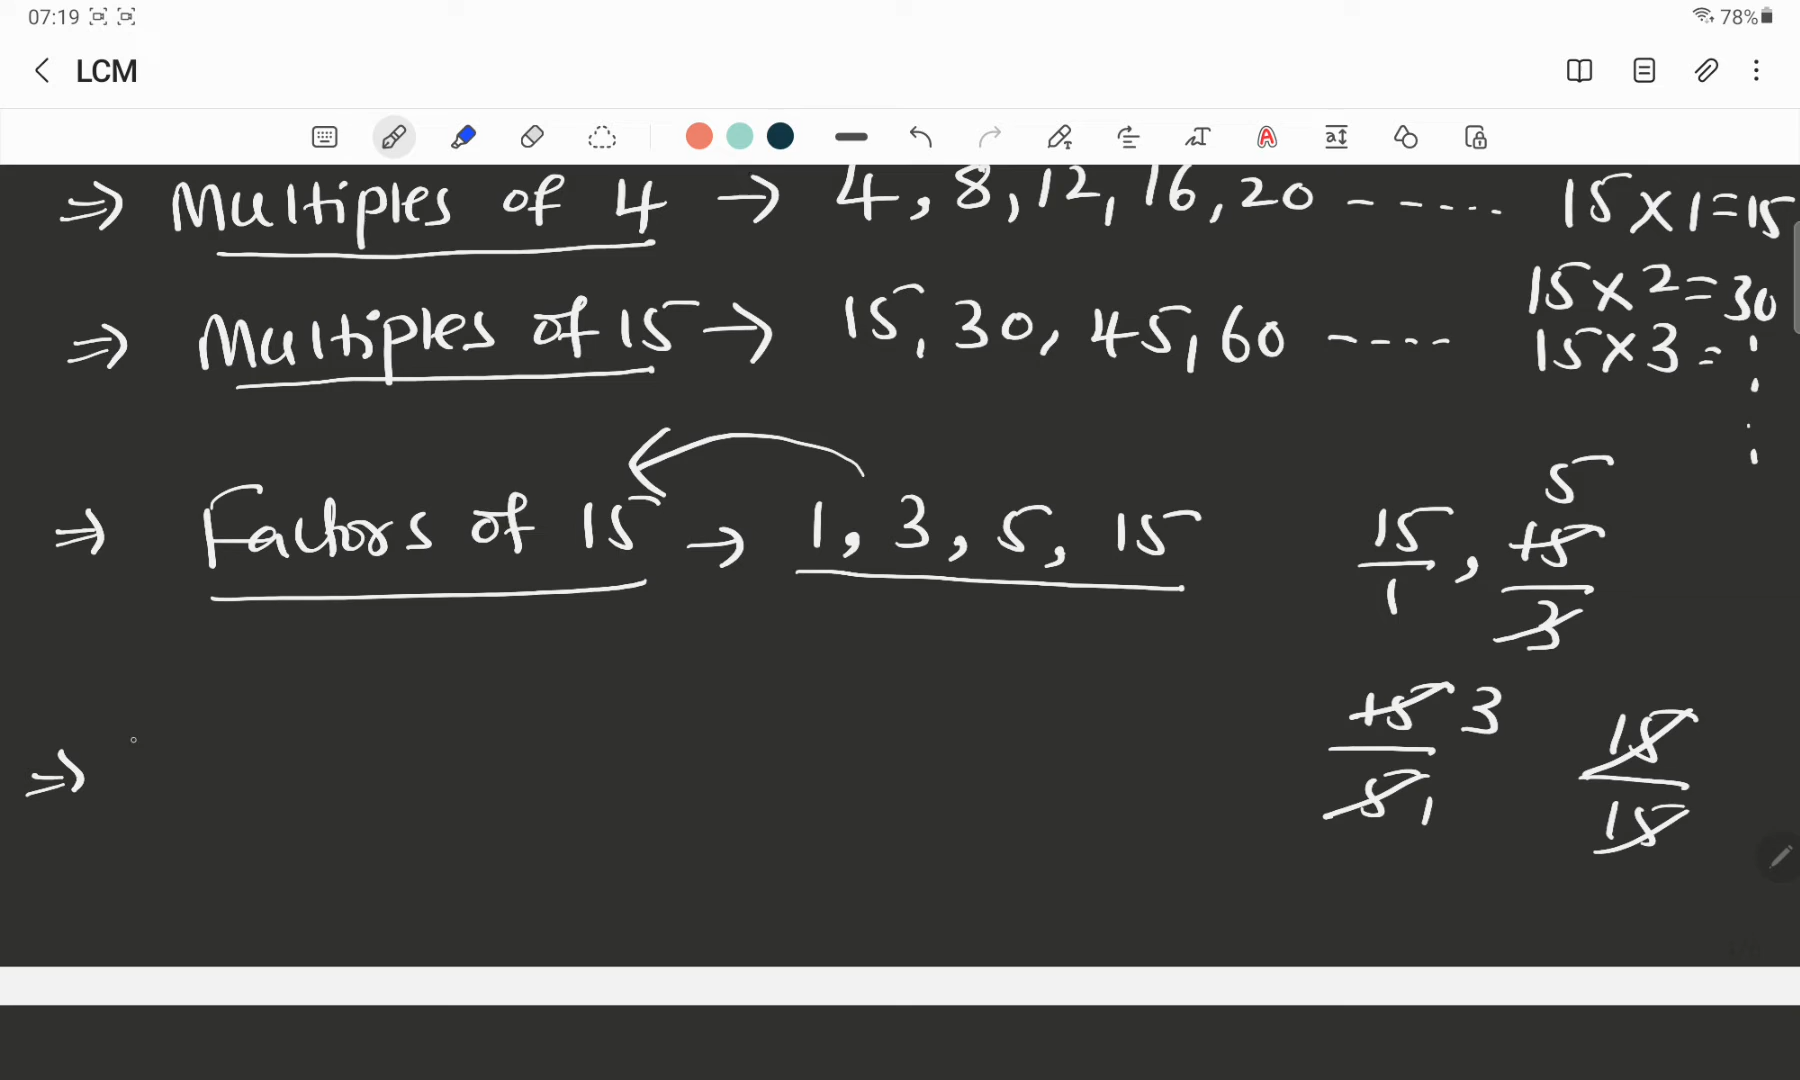 07:19
78%
LCM
⇒ Multiples of 4 → 4, 8, 12, 16, 20 ------
15 × 1 = 15
15 × 2 = 30
⇒ Multiples of 15 → 15, 30, 45, 60 -----
15 × 3 =
⇒ Factors of 15 → 1, 3, 5, 15
15/1 , 15/3 5
15/5 3 1
15/15
⇒